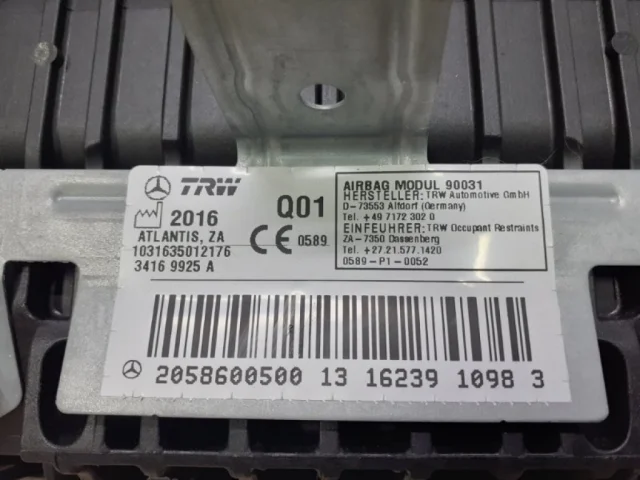 TRW
2016
Q01
ATLANTIS, ZA
1031635012176
3416 9925 A
CE 0589
AIRBAG MODUL 90031
HERSTELLER: TRW Automotive GmbH
D-73553 Alfdorf (Germany)
Tel. +49 7172 302 0
EINFEUHRER: TRW Occupant Restraints
ZA-7350 Dassenberg
Tel. +27.21.577.1420
0589-P1-0052
2058600500 13 16239 1098 3